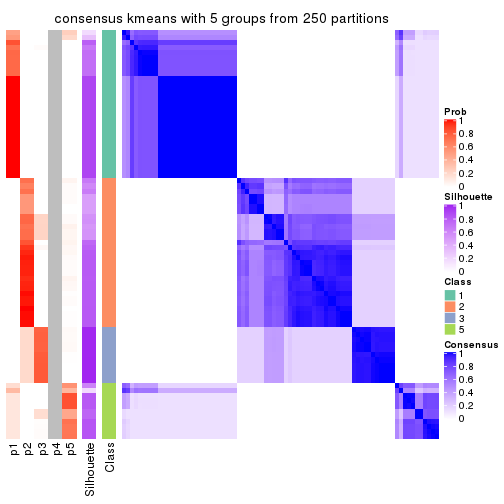 consensus kmeans with 5 groups from 250 partitions
Prob
1
0.8
0.6
0.4
0.2
0
Silhouette
1
0.8
0.6
0.4
0.2
0
Class
1
2
3
5
Consensus
1
0.8
0.6
0.4
0.2
0
p1
p2
p3
p4
p5
Silhouette
Class